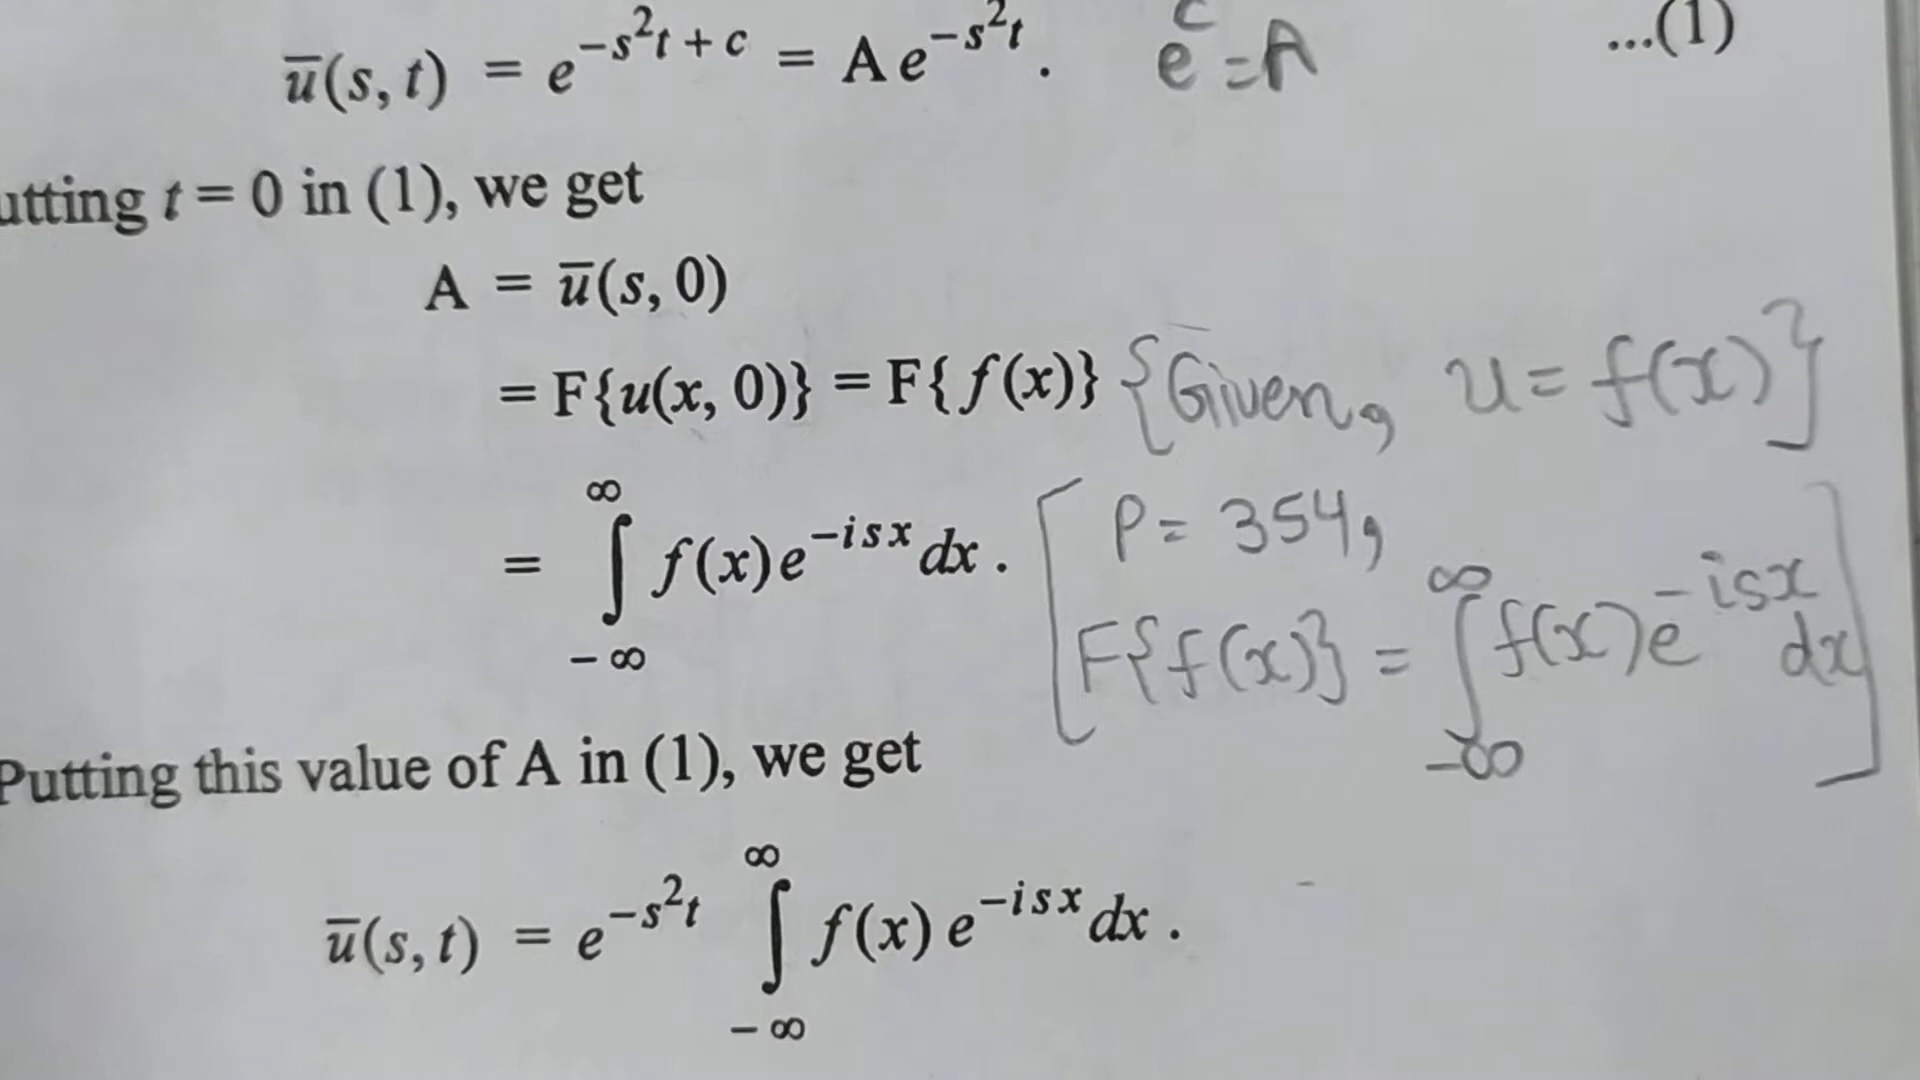 u̅(s, t) = e^{-s²t + c} = A e^{-s²t}. e^c = A ...(1)
utting t = 0 in (1), we get
A = u̅(s, 0)
= F{u(x, 0)} = F{f(x)} {Given, u = f(x)}
= ∫_{-∞}^{∞} f(x) e^{-isx} dx. [P = 354,
F{f(x)} = ∫_{-∞}^{∞} f(x) e^{-isx} dx]
Putting this value of A in (1), we get
u̅(s, t) = e^{-s²t} ∫_{-∞}^{∞} f(x) e^{-isx} dx.